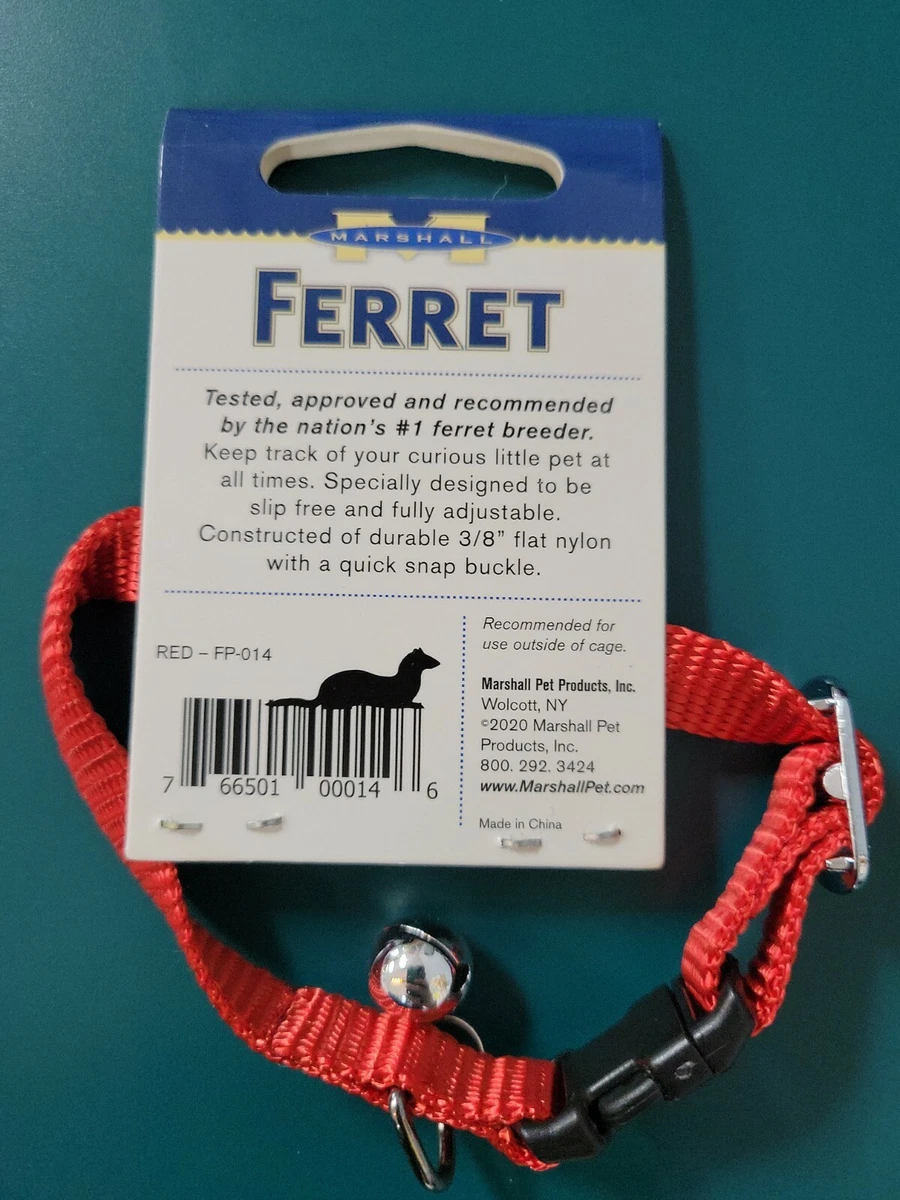 MARSHALL
FERRET
Tested, approved and recommended
by the nation's #1 ferret breeder.
Keep track of your curious little pet at
all times. Specially designed to be
slip free and fully adjustable.
Constructed of durable 3/8" flat nylon
with a quick snap buckle.
RED – FP-014
7 66501 00014 6
Recommended for
use outside of cage.
Marshall Pet Products, Inc.
Wolcott, NY
©2020 Marshall Pet
Products, Inc.
800. 292. 3424
www.MarshallPet.com
Made in China